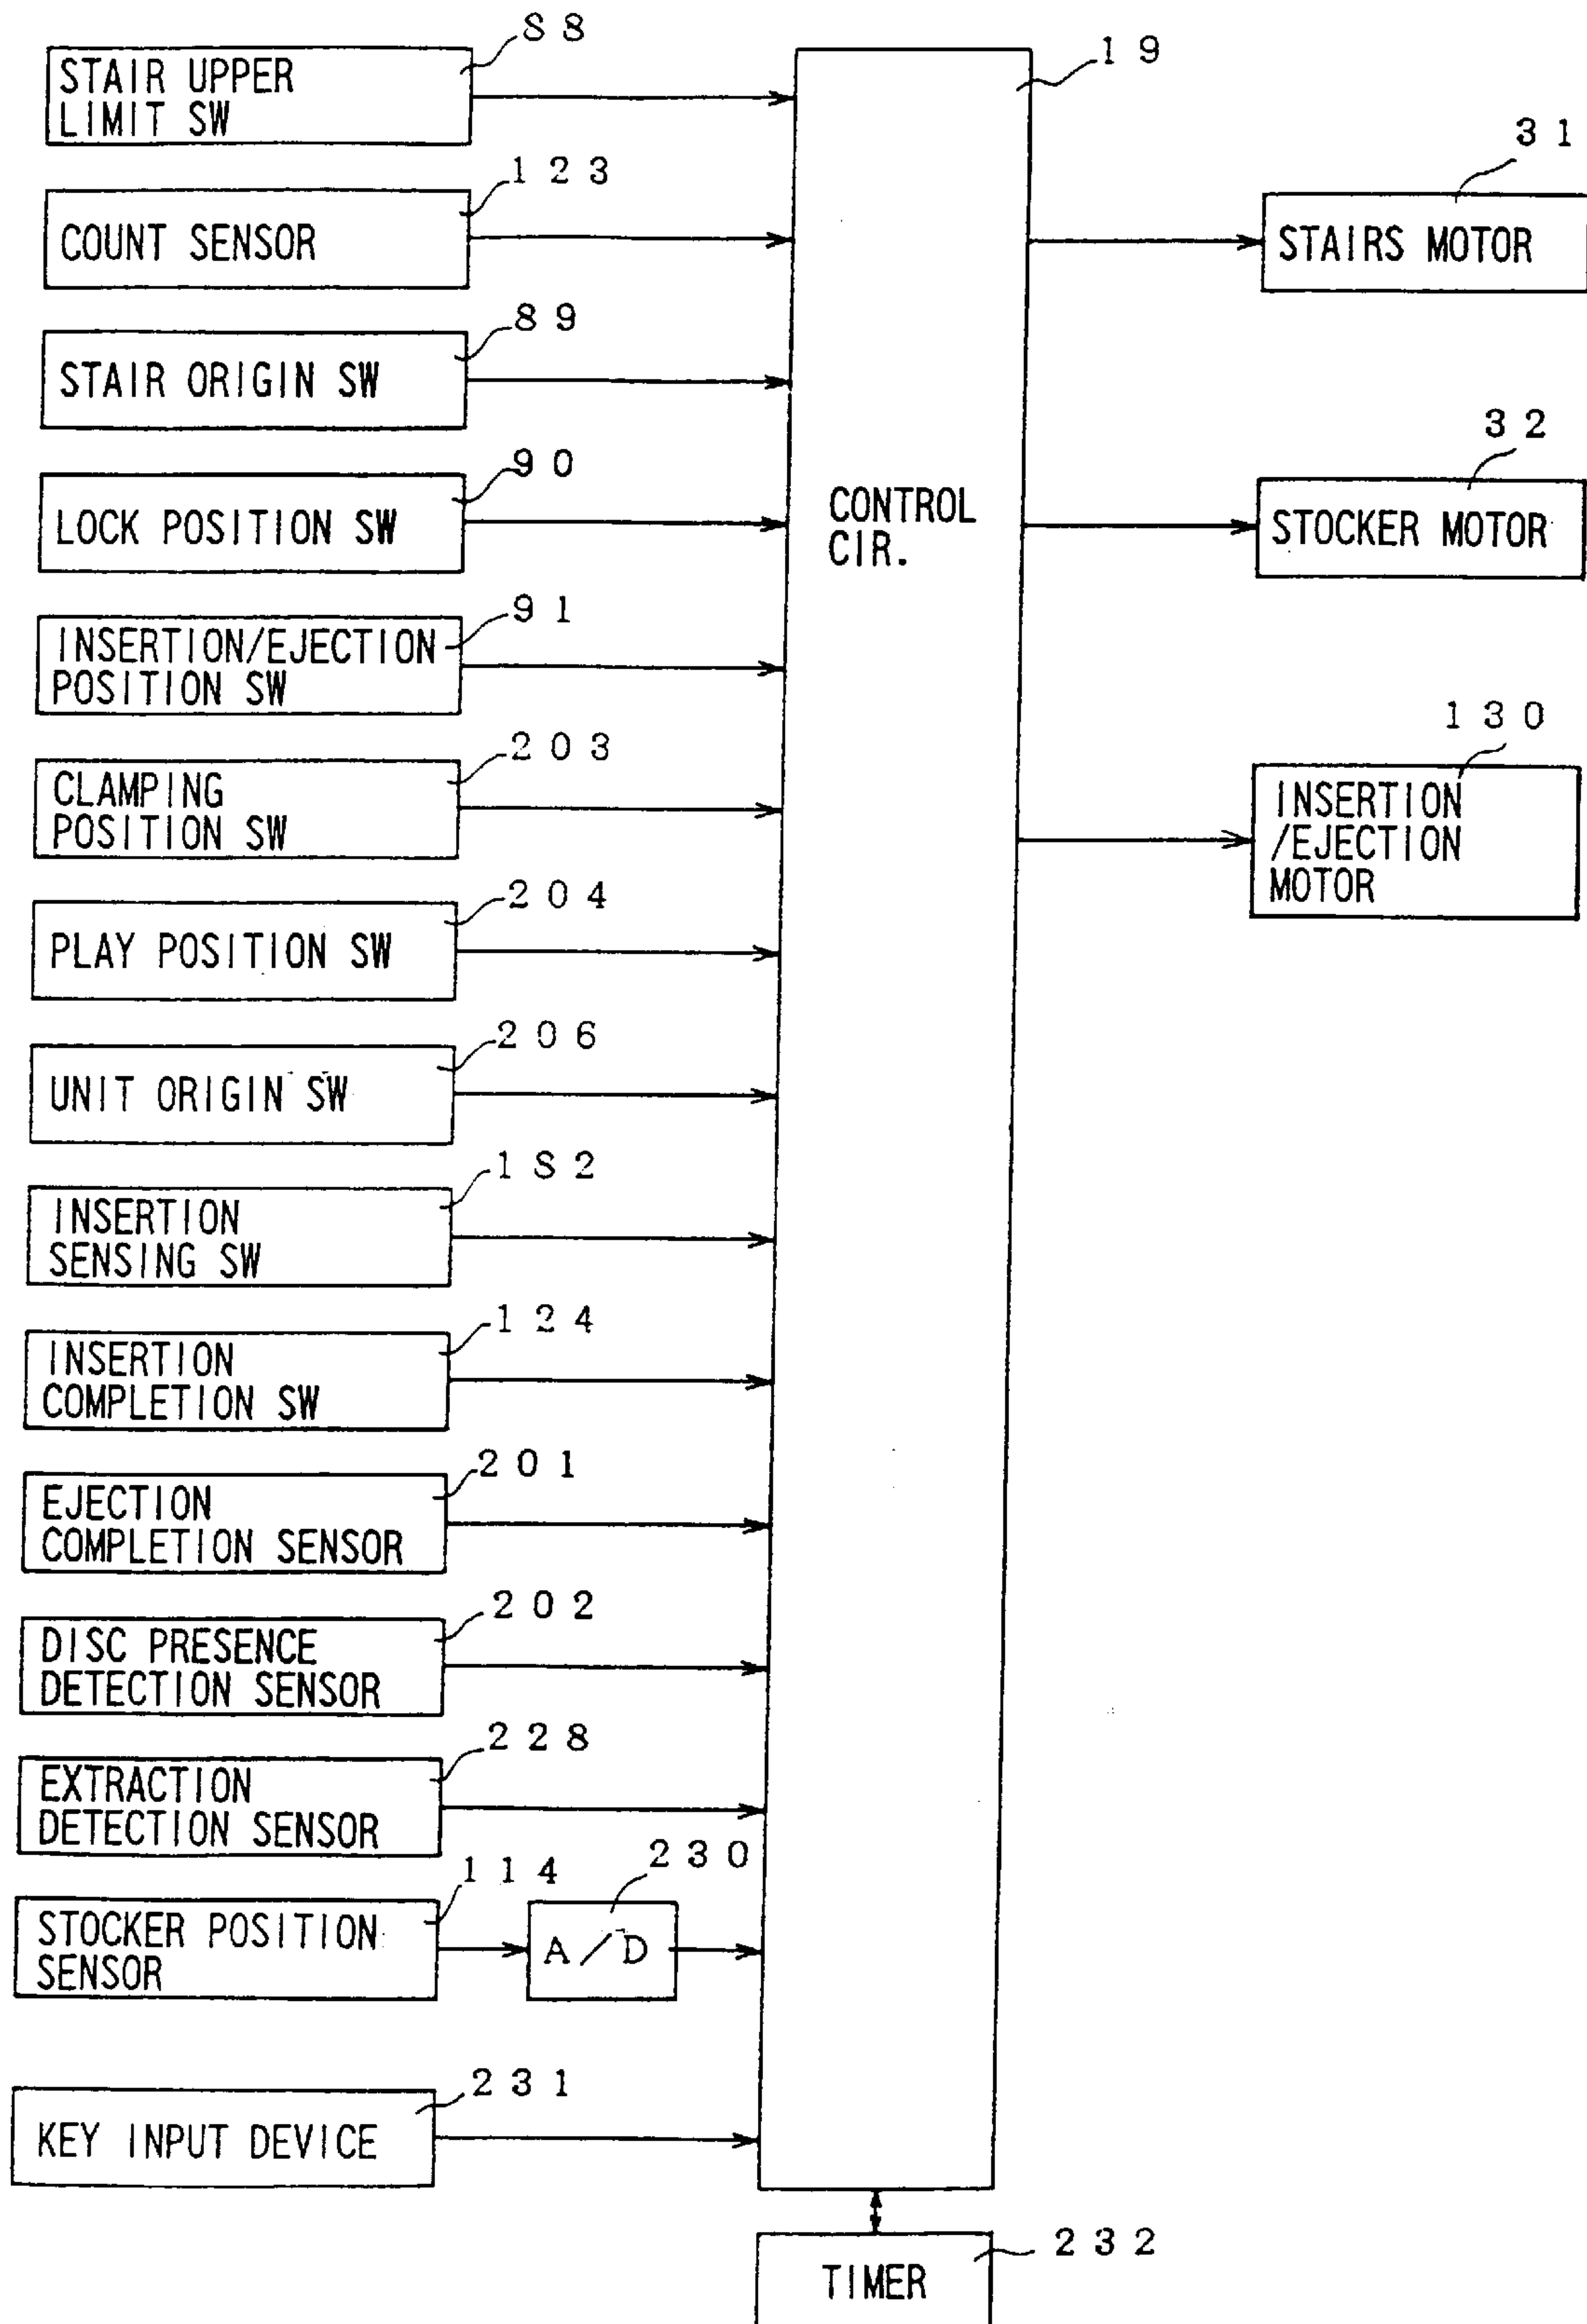 88
STAIR UPPER
LIMIT SW
123
COUNT SENSOR
89
STAIR ORIGIN SW
90
LOCK POSITION SW
91
INSERTION/EJECTION
POSITION SW
203
CLAMPING
POSITION SW
204
PLAY POSITION SW
206
UNIT ORIGIN SW
182
INSERTION
SENSING SW
124
INSERTION
COMPLETION SW
201
EJECTION
COMPLETION SENSOR
202
DISC PRESENCE
DETECTION SENSOR
228
EXTRACTION
DETECTION SENSOR
114
STOCKER POSITION
SENSOR
230
A/D
231
KEY INPUT DEVICE
19
CONTROL
CIR.
31
STAIRS MOTOR
32
STOCKER MOTOR
130
INSERTION
/EJECTION
MOTOR
232
TIMER